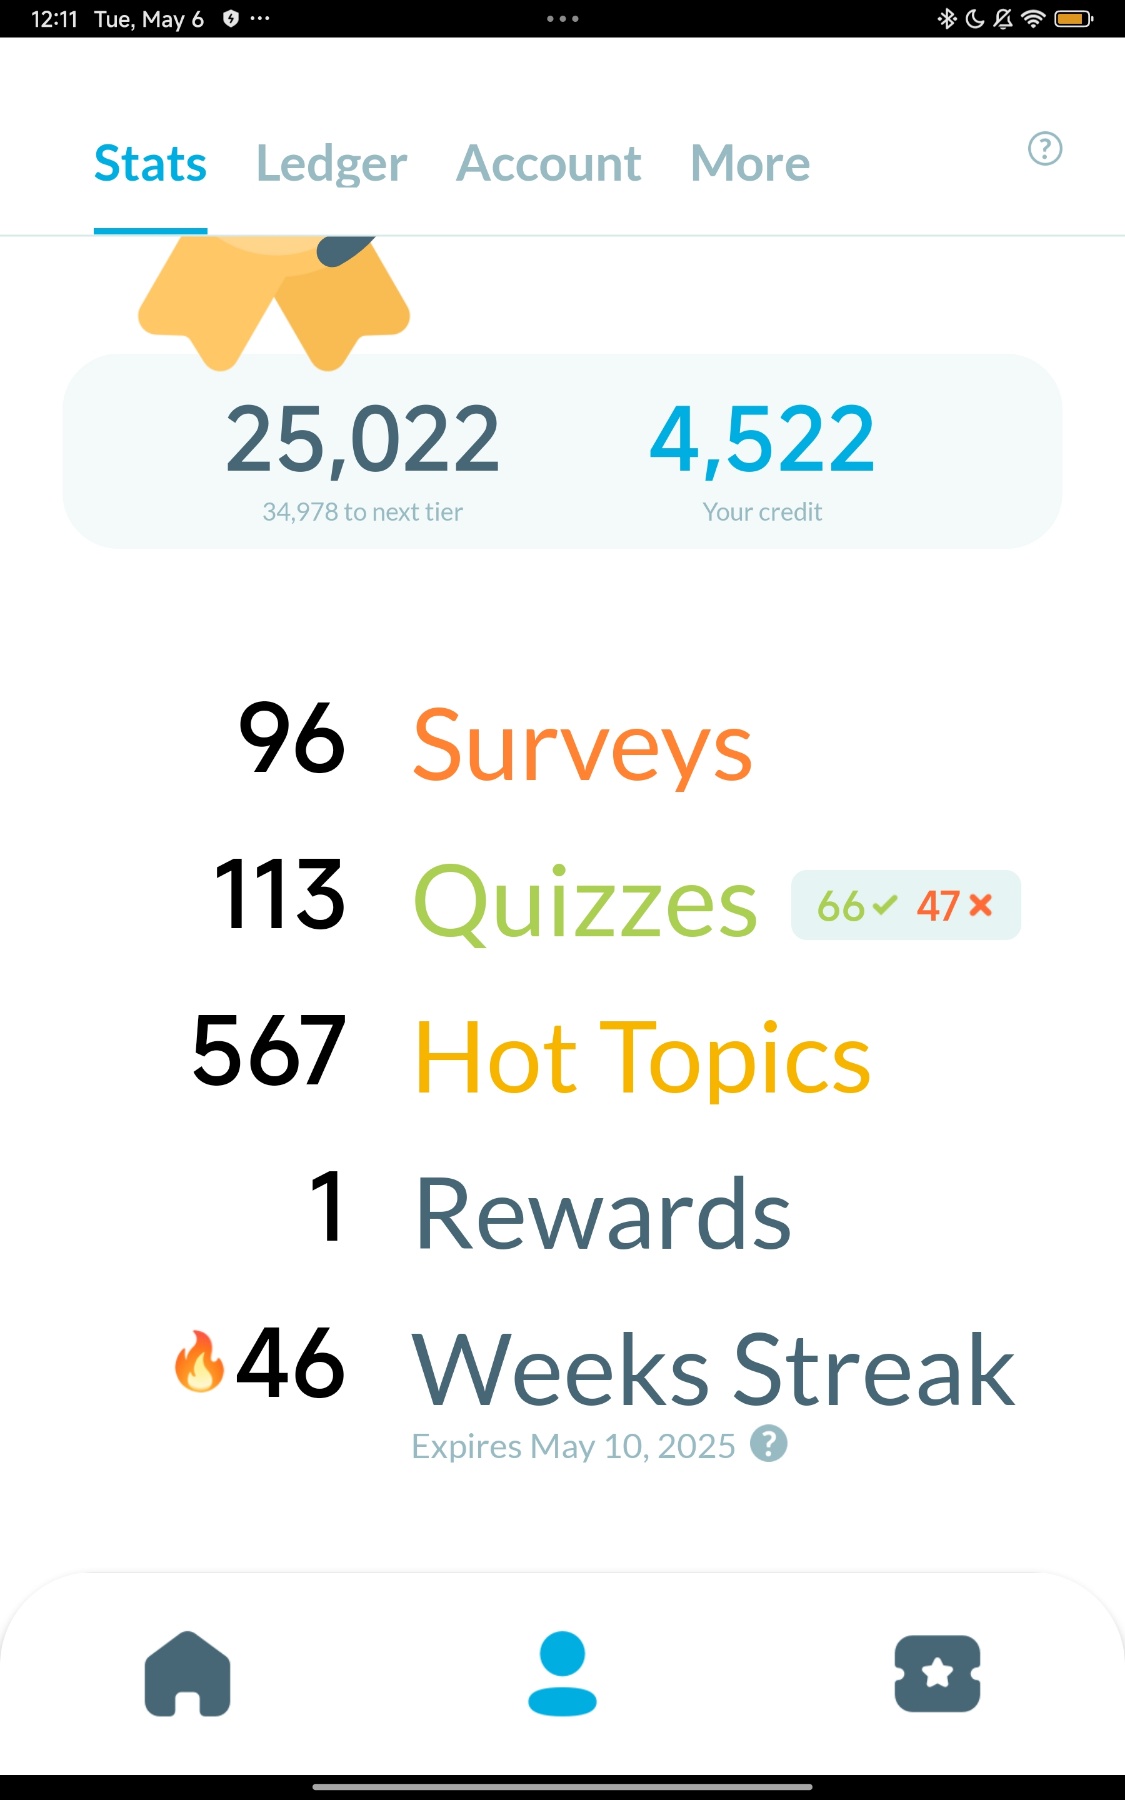 12:11 Tue, May 6
Stats Ledger Account More
25,022 4,522
34,978 to next tier Your credit
96 Surveys
113 Quizzes 66 47
567 Hot Topics
1 Rewards
46 Weeks Streak
Expires May 10, 2025